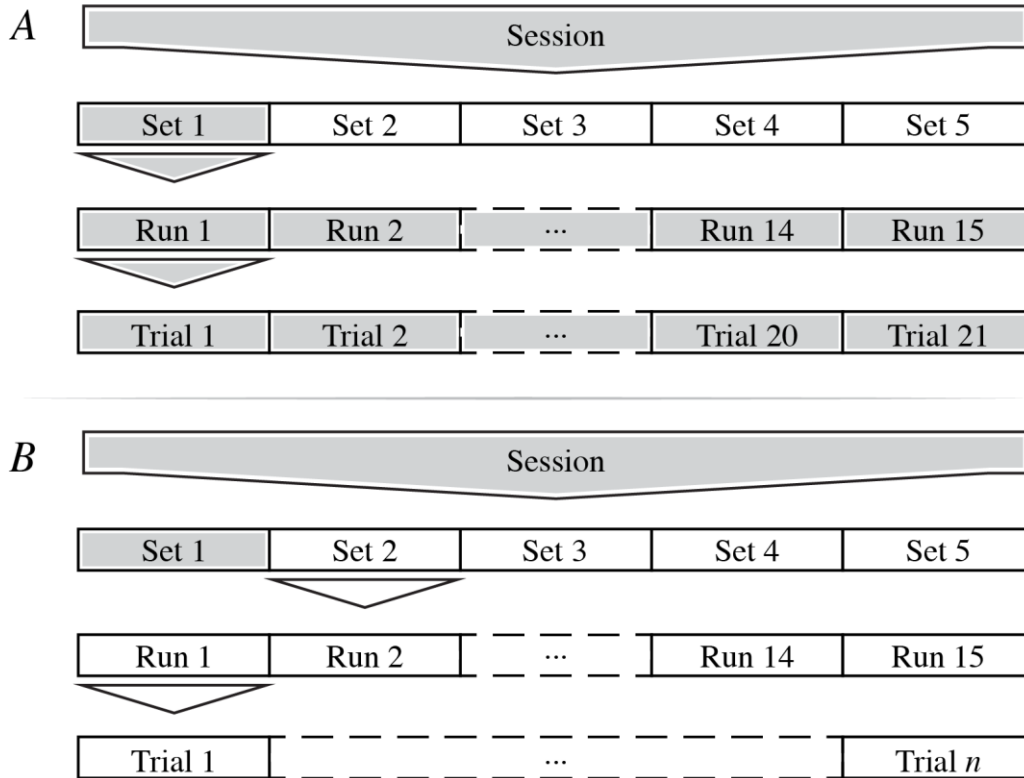 A
Session
Set 1 Set 2 Set 3 Set 4 Set 5
Run 1 Run 2 ... Run 14 Run 15
Trial 1 Trial 2 ... Trial 20 Trial 21
B
Session
Set 1 Set 2 Set 3 Set 4 Set 5
Run 1 Run 2 ... Run 14 Run 15
Trial 1 ... Trial n